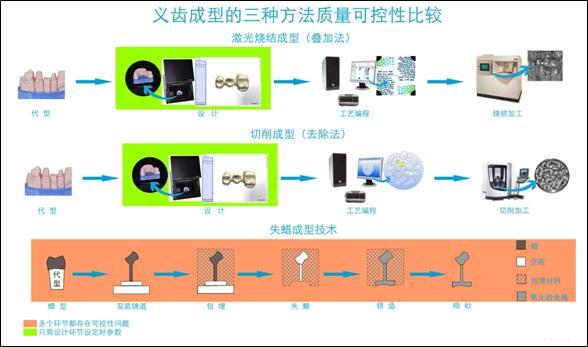 义齿成型的三种方法质量可控性比较
激光烧结成型（叠加法）
代 型
设 计
工艺编程
烧结加工
切削成型（去除法）
代 型
设 计
工艺编程
切削加工
失蜡成型技术
代型
蜡
空腔
包埋材料
氧化的金属
蜡 型
安装铸道
包 埋
失 蜡
铸 造
喷 砂
多个环节都存在可控性问题
只需设计环节设定好参数